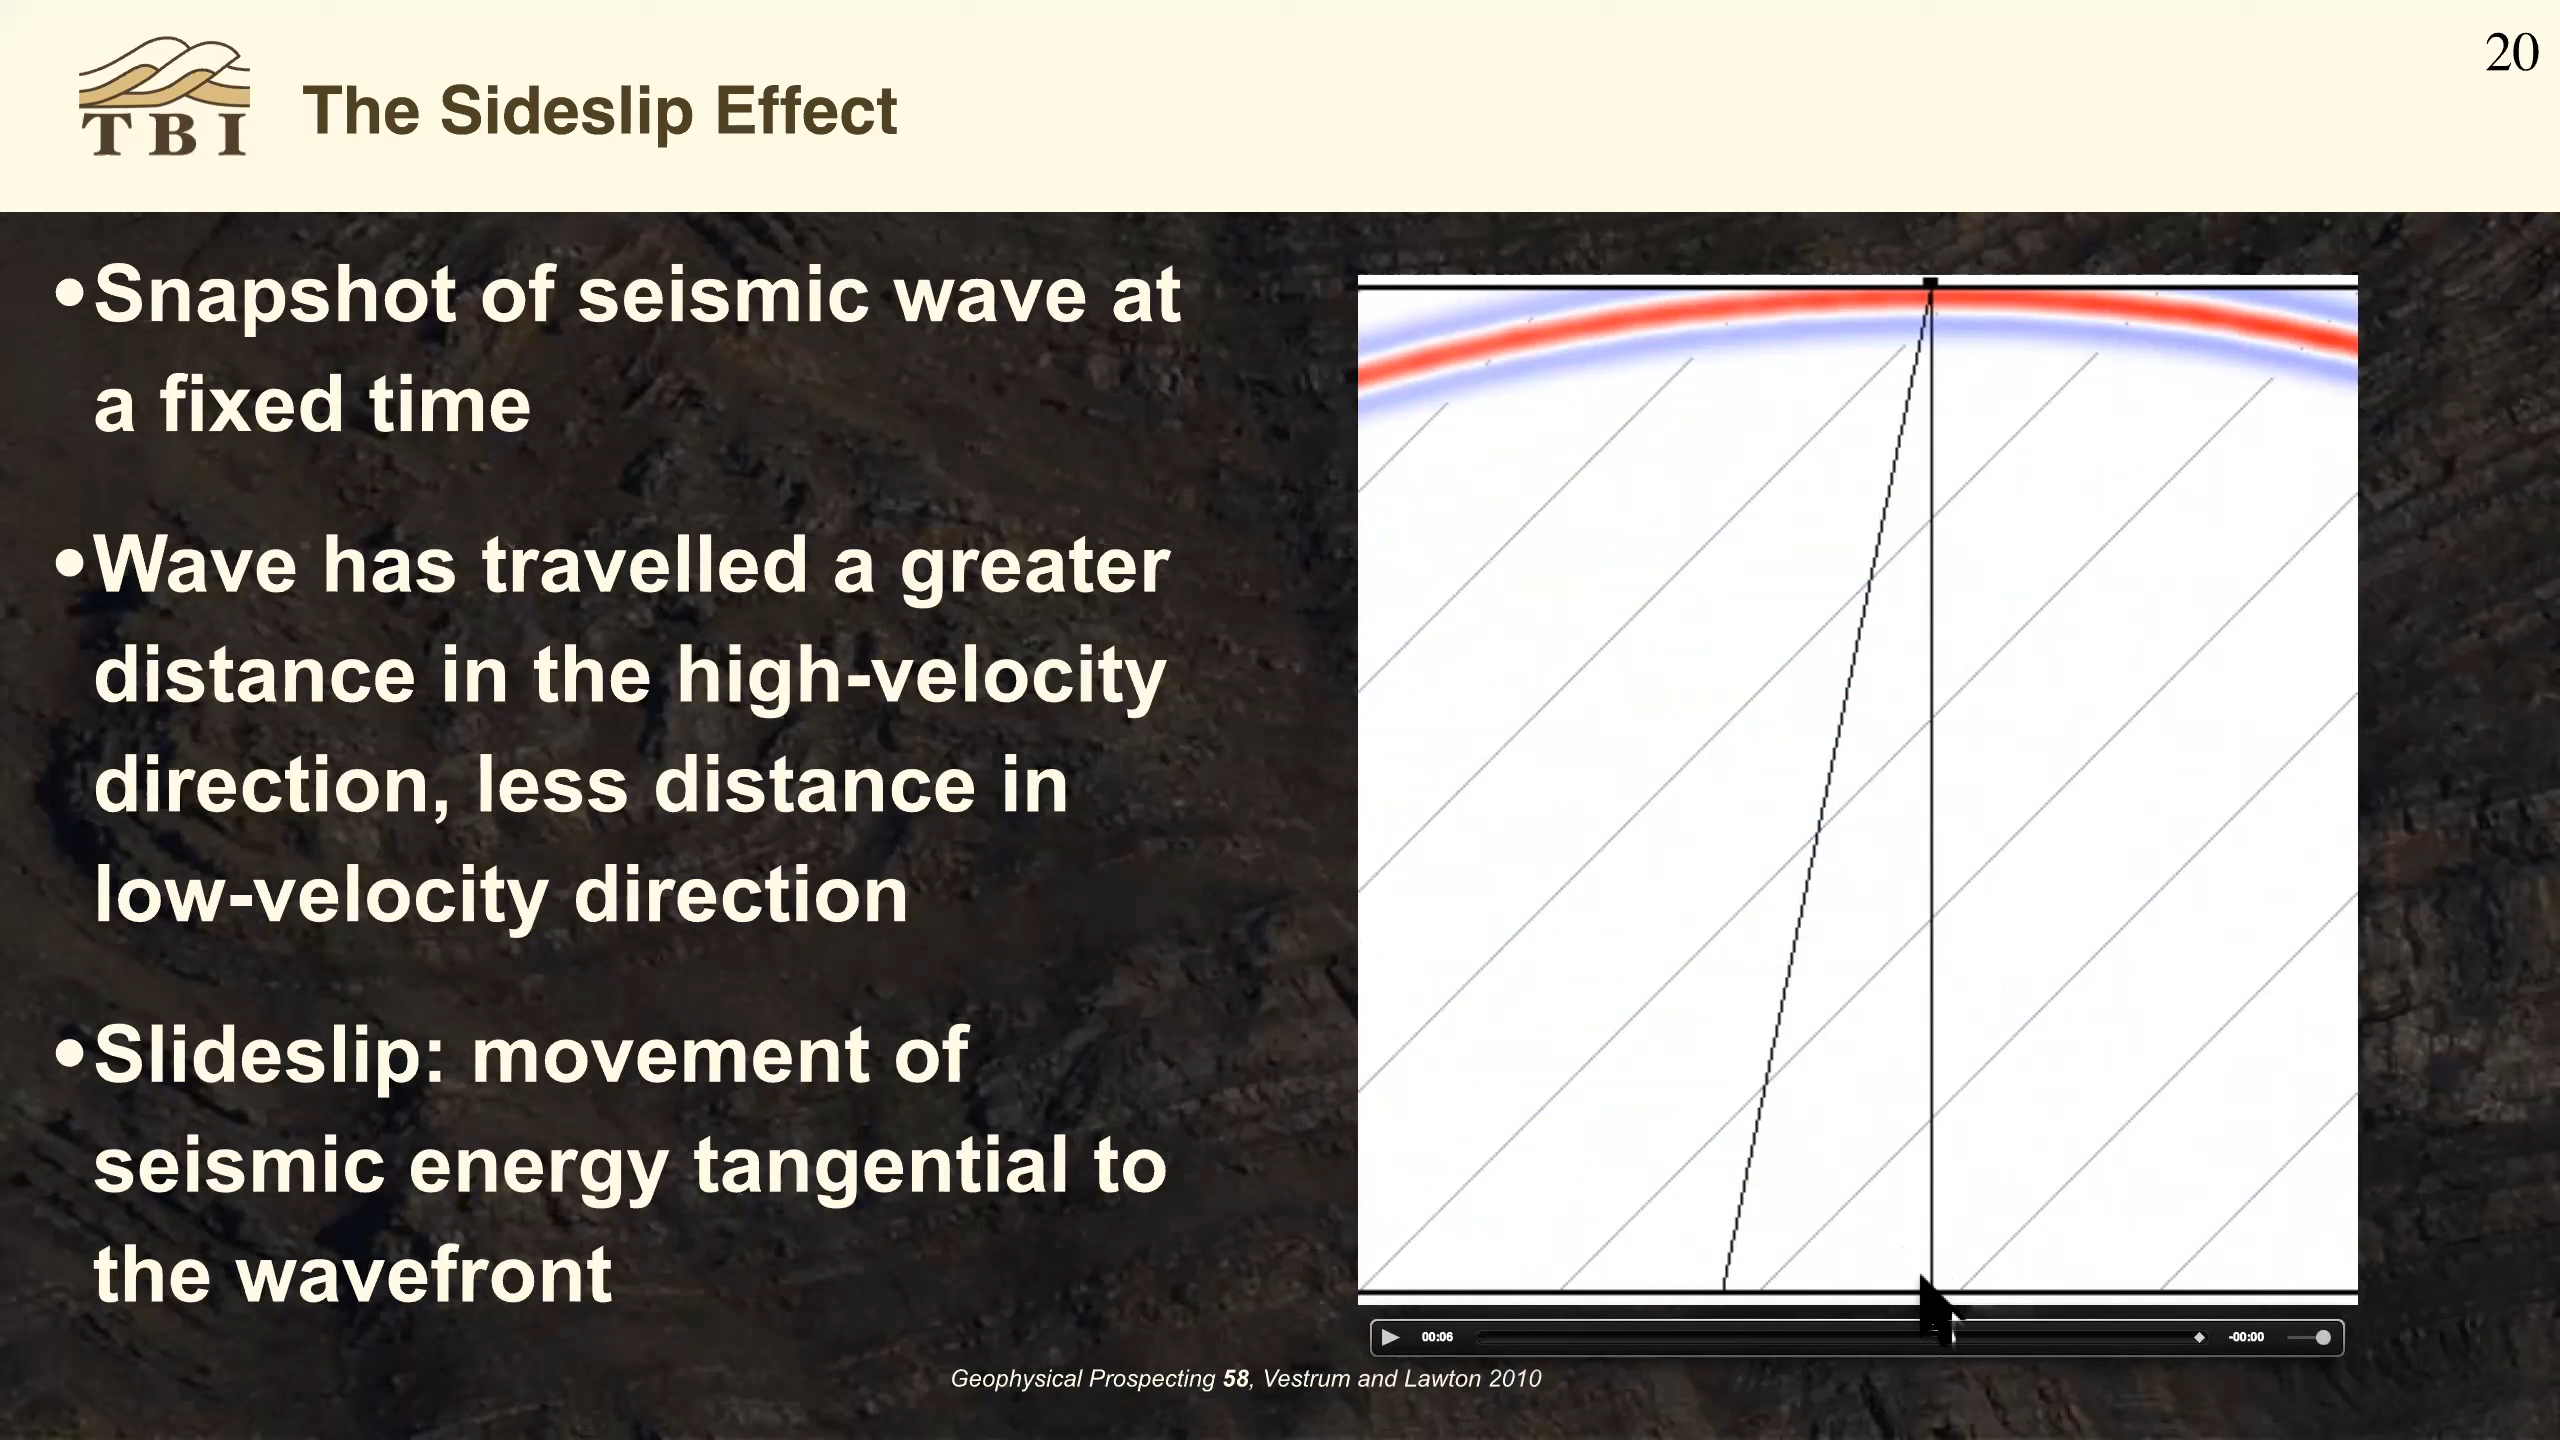 20
TBI
The Sideslip Effect
•Snapshot of seismic wave at
a fixed time
•Wave has travelled a greater
distance in the high-velocity
direction, less distance in
low-velocity direction
•Slideslip: movement of
seismic energy tangential to
the wavefront
00:06
-00:00
Geophysical Prospecting 58, Vestrum and Lawton 2010